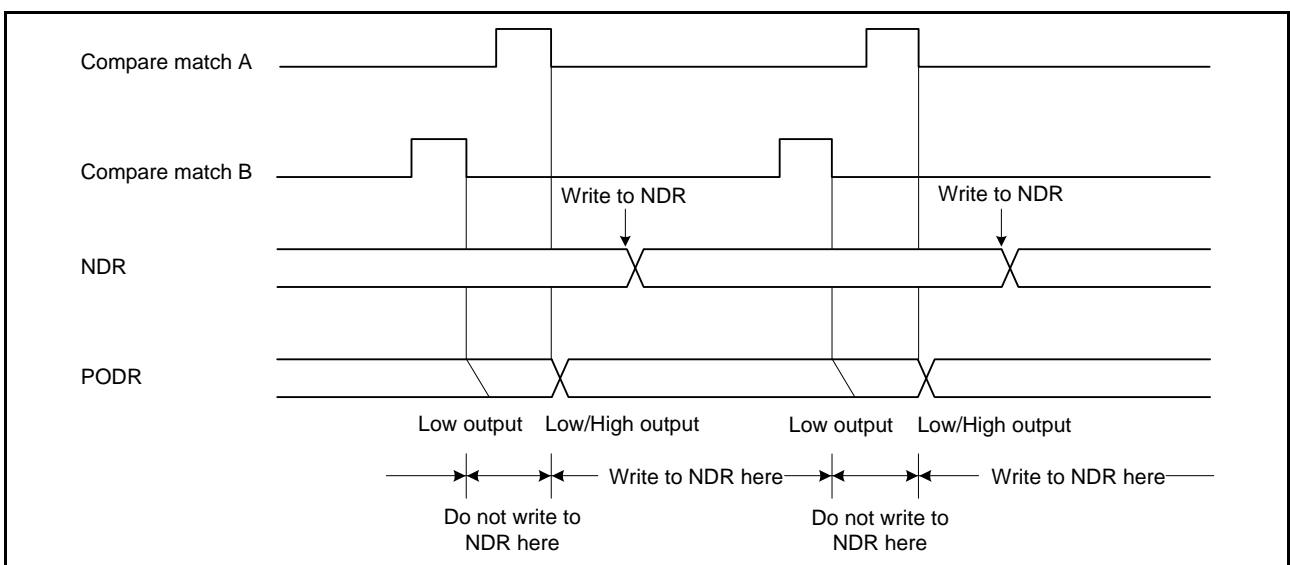 Compare match A
Compare match B
Write to NDR Write to NDR
NDR
PODR
Low output Low/High output Low output Low/High output
Write to NDR here Write to NDR here
Do not write to Do not write to
NDR here NDR here